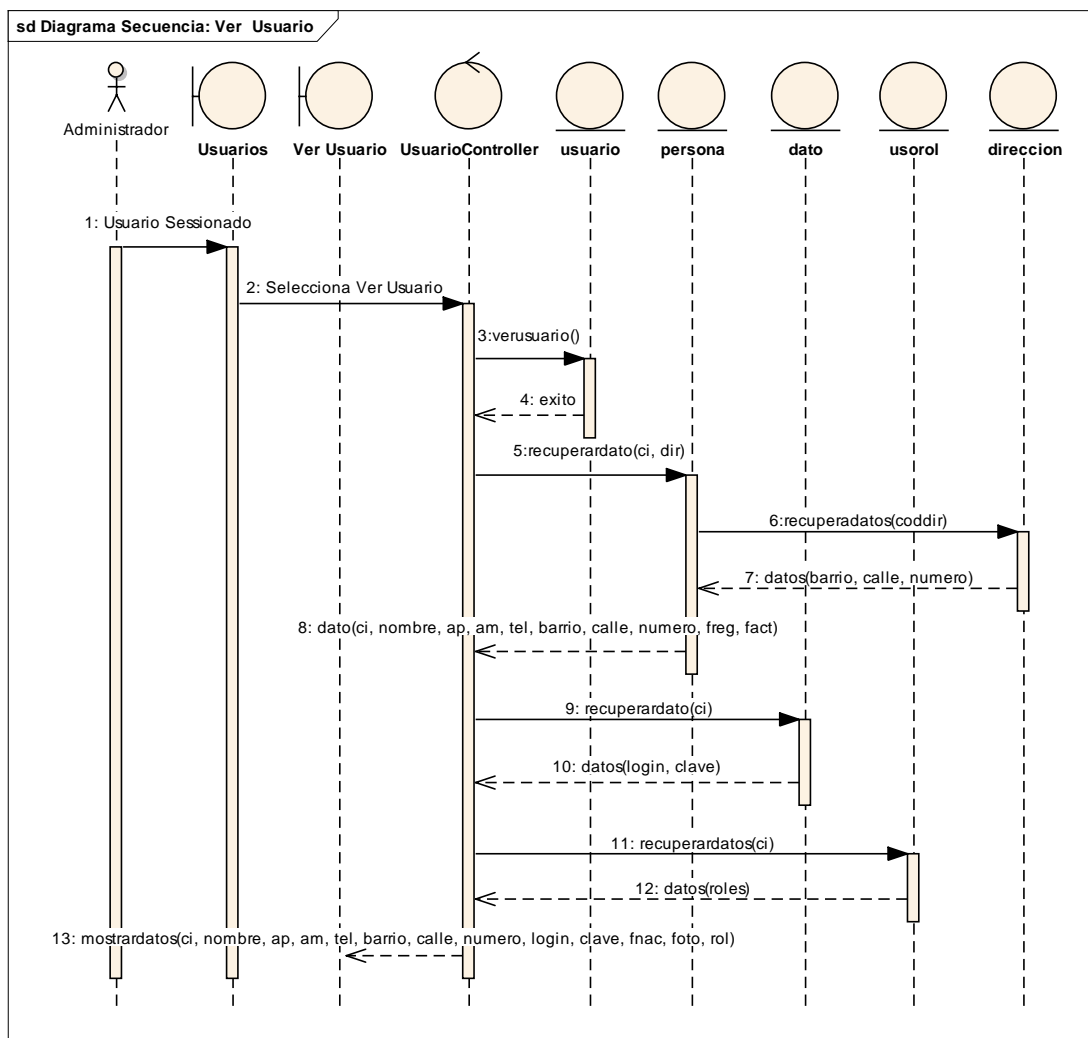 sd Diagrama Secuencia: Ver Usuario
Administrador
Usuarios
Ver Usuario
UsuarioController
usuario
persona
dato
usorol
direccion
1: Usuario Sessionado
2: Selecciona Ver Usuario
3:verusuario()
4: exito
5:recuperardato(ci, dir)
6:recuperadatos(coddir)
7: datos(barrio, calle, numero)
8: dato(ci, nombre, ap, am, tel, barrio, calle, numero, freg, fact)
9: recuperardato(ci)
10: datos(login, clave)
11: recuperardatos(ci)
12: datos(roles)
13: mostrardatos(ci, nombre, ap, am, tel, barrio, calle, numero, login, clave, fnac, foto, rol)